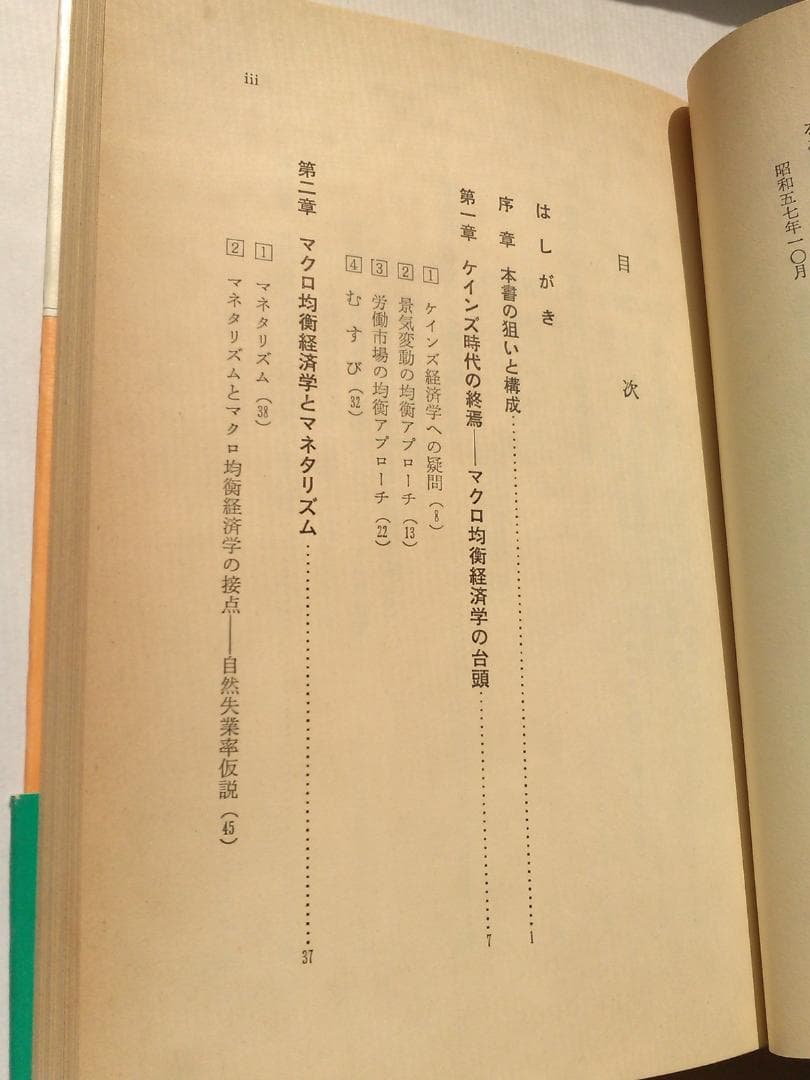 昭和五七年一〇月
目次
はしがき
序章 本書の狙いと構成……………………………1
第一章 ケインズ時代の終焉——マクロ均衡経済学の台頭……………………7
1 ケインズ経済学への疑問(8)
2 景気変動の均衡アプローチ(13)
3 労働市場の均衡アプローチ(22)
4 むすび(32)
第二章 マクロ均衡経済学とマネタリズム……………………………37
1 マネタリズム(38)
2 マネタリズムとマクロ均衡経済学の接点——自然失業率仮説(45)
iii